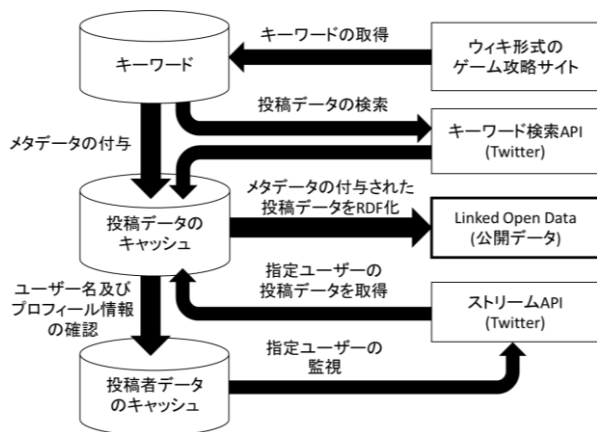 キーワードの取得
ウィキ形式の
ゲーム攻略サイト
キーワード
投稿データの検索
メタデータの付与
キーワード検索API
(Twitter)
メタデータの付与された
投稿データをRDF化
投稿データの
キャッシュ
Linked Open Data
(公開データ)
指定ユーザーの
投稿データを取得
ユーザー名及び
プロフィール情報
の確認
ストリームAPI
(Twitter)
指定ユーザーの
監視
投稿者データ
のキャッシュ